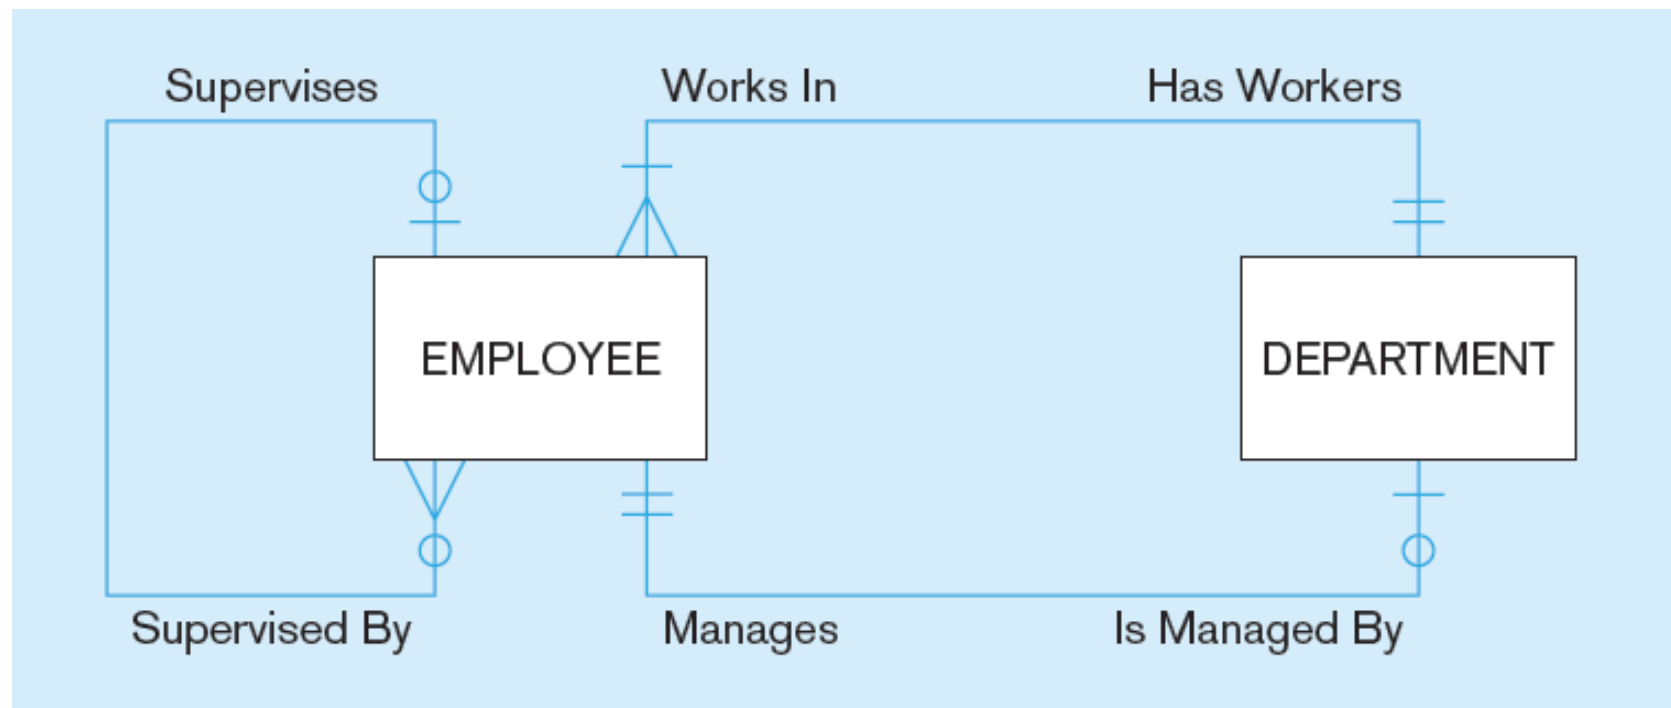 Supervises
Works In
Has Workers
EMPLOYEE
DEPARTMENT
Supervised By
Manages
Is Managed By